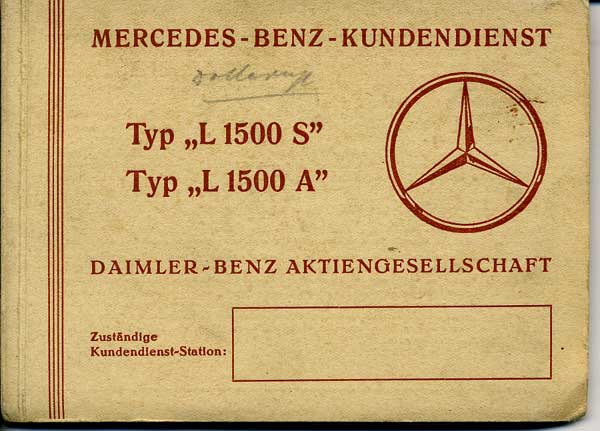 MERCEDES-BENZ-KUNDENDIENST
Typ „L 1500 S”
Typ „L 1500 A”
DAIMLER-BENZ AKTIENGESELLSCHAFT
Zuständige
Kundendienst-Station: